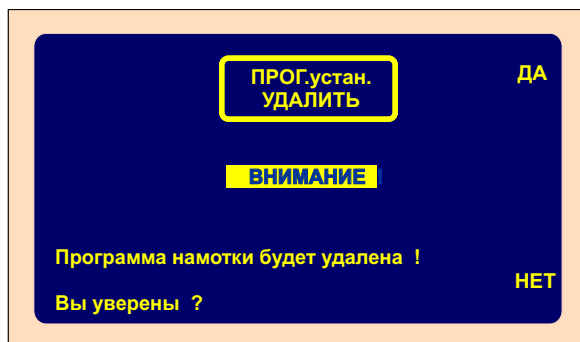 ПРОГ.устан.
УДАЛИТЬ
ДА
ВНИМАНИЕ !
Программа намотки будет удалена !
НЕТ
Вы уверены ?